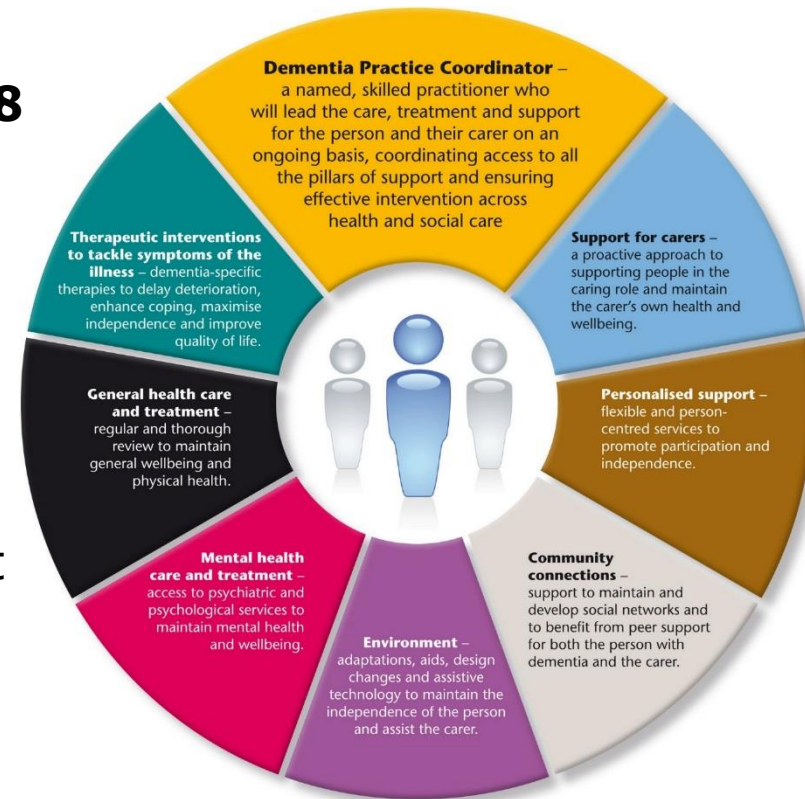 8
t
Dementia Practice Coordinator –
a named, skilled practitioner who
will lead the care, treatment and support
for the person and their carer on an
ongoing basis, coordinating access to all
the pillars of support and ensuring
effective intervention across
health and social care
Support for carers –
a proactive approach to
supporting people in the
caring role and maintain
the carer's own health and
wellbeing.
Personalised support –
flexible and person-
centred services to
promote participation and
independence.
Community
connections –
support to maintain and
develop social networks and
to benefit from peer support
for both the person with
dementia and the carer.
Environment –
adaptations, aids, design
changes and assistive
technology to maintain the
independence of the person
and assist the carer.
Mental health
care and treatment –
access to psychiatric and
psychological services to
maintain mental health
and wellbeing.
General health care
and treatment –
regular and thorough
review to maintain
general wellbeing and
physical health.
Therapeutic interventions
to tackle symptoms of the
illness – dementia-specific
therapies to delay deterioration,
enhance coping, maximise
independence and improve
quality of life.